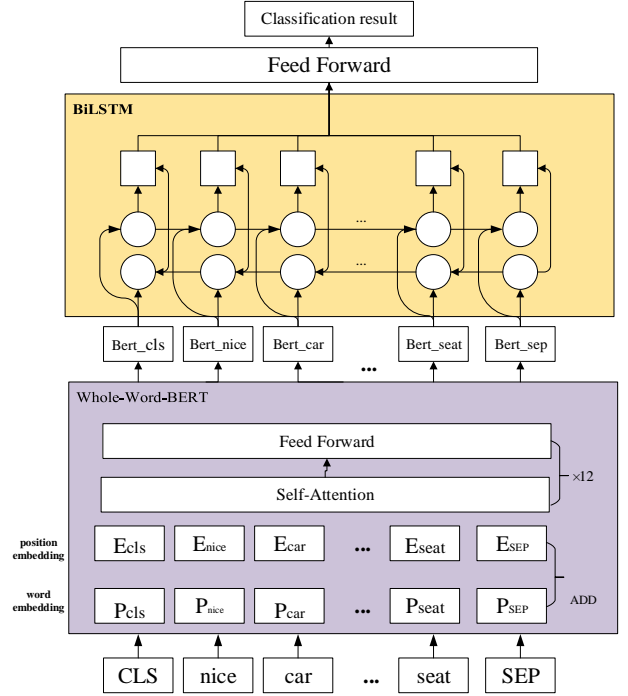 Classification result
Feed Forward
BiLSTM
...
...
Bert_cls Bert_nice Bert_car ... Bert_seat Bert_sep
Whole-Word-BERT
Feed Forward
×12
Self-Attention
position embedding
Ecls Enice Ecar ... Eseat ESEP
ADD
word embedding
Pcls Pnice Pcar ... Pseat PSEP
CLS nice car ... seat SEP